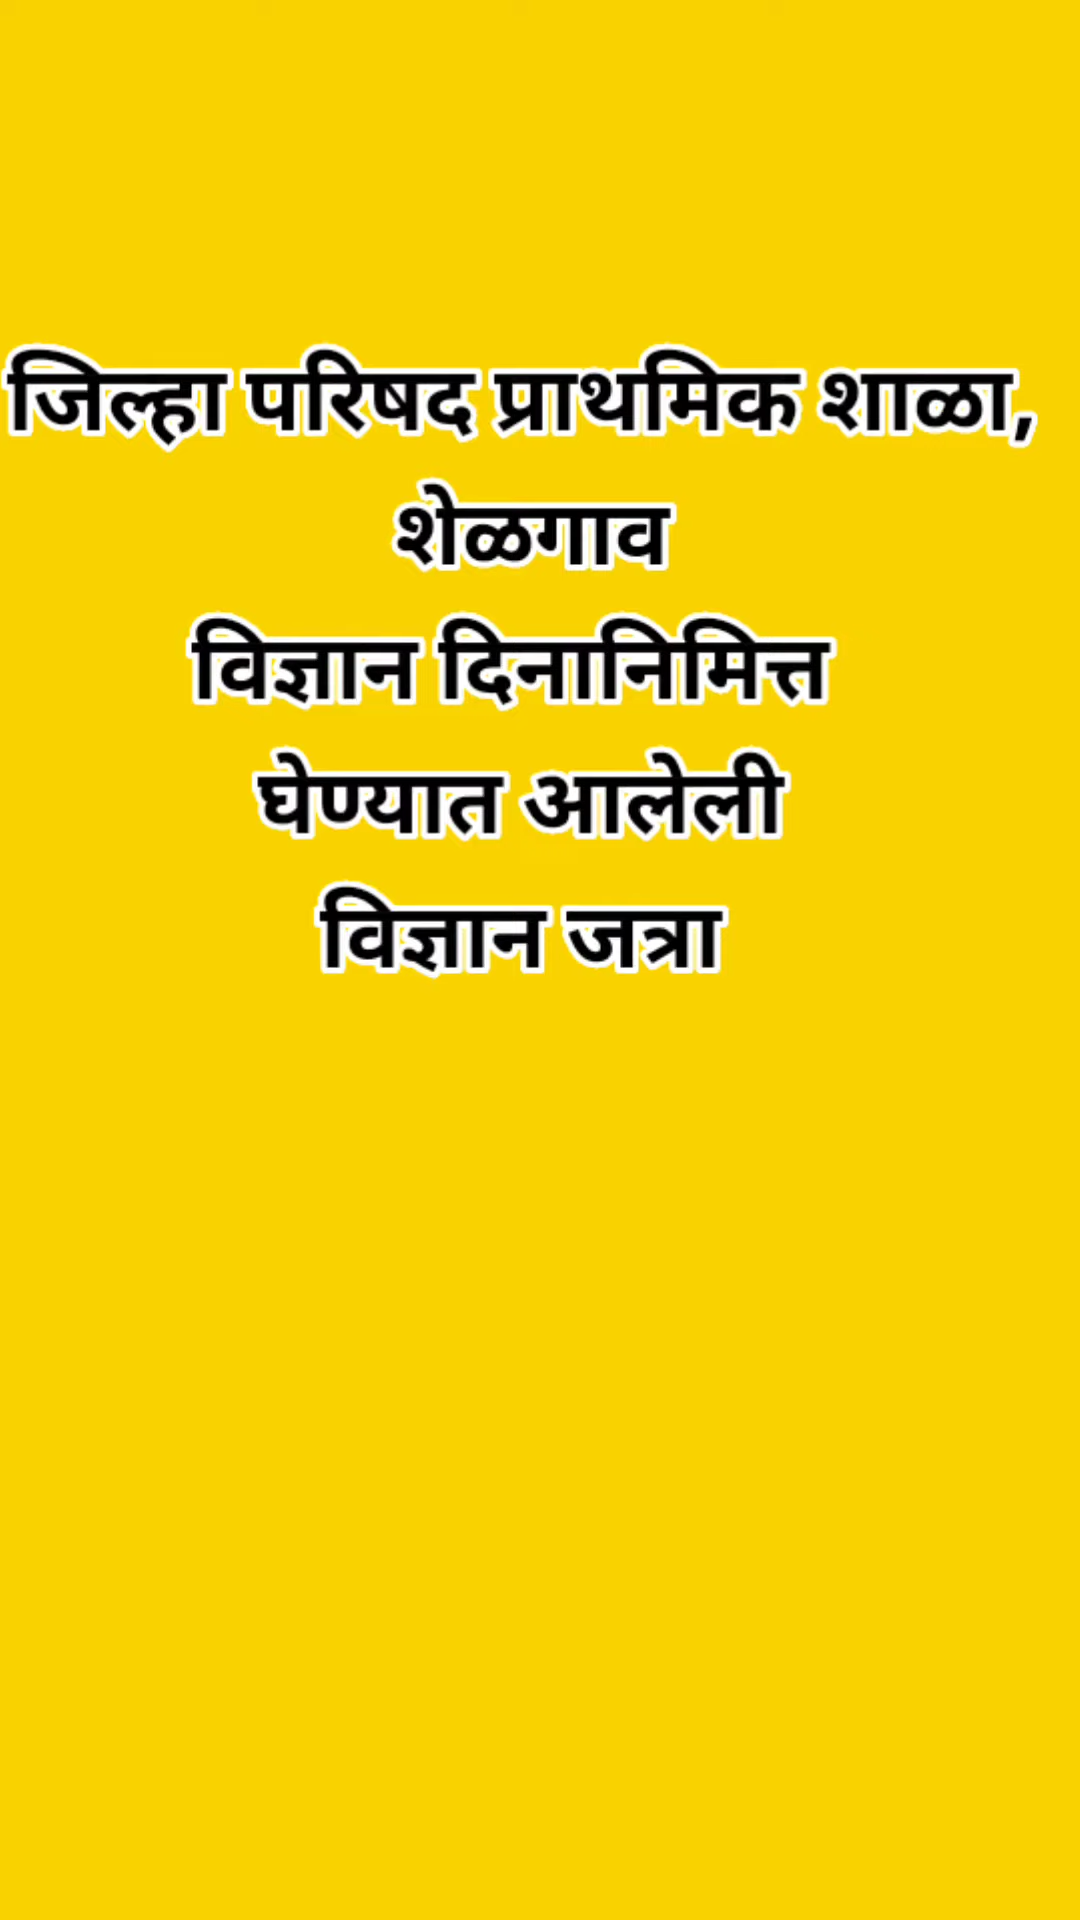 जिल्हा परिषद प्राथमिक शाळा,
शेळगाव
विज्ञान दिनानिमित्त
घेण्यात आलेली
विज्ञान जत्रा